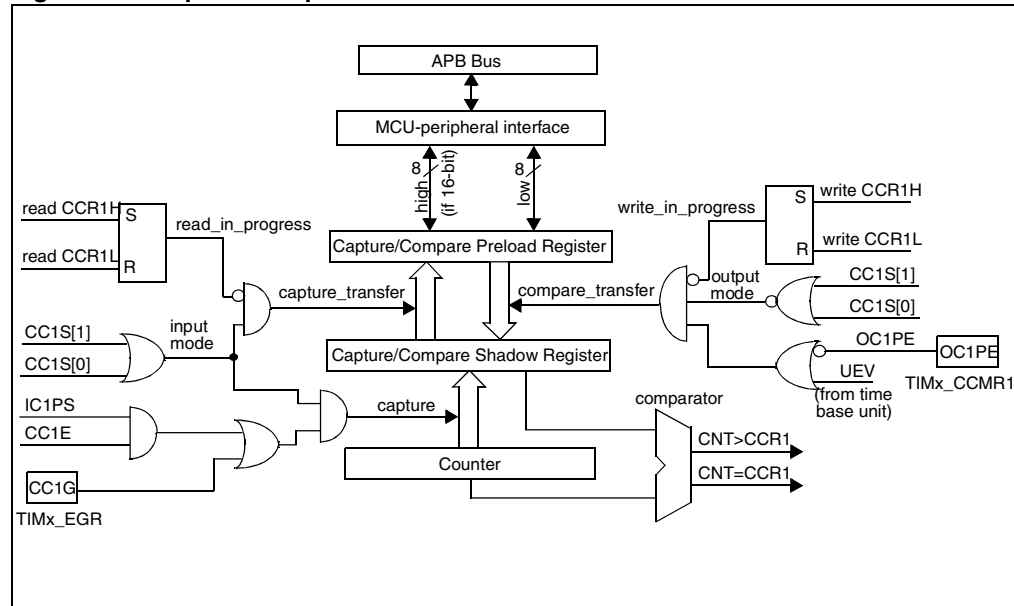 APB Bus
MCU-peripheral interface
8
high
(if 16-bit)
8
low
read CCR1H
S
read_in_progress
read CCR1L
R
write_in_progress
S
write CCR1H
R
write CCR1L
Capture/Compare Preload Register
capture_transfer
compare_transfer
output
mode
CC1S[1]
CC1S[0]
CC1S[1]
input
mode
CC1S[0]
Capture/Compare Shadow Register
OC1PE
OC1PE
UEV
TIMx_CCMR1
(from time
base unit)
IC1PS
CC1E
capture
comparator
CNT>CCR1
Counter
CNT=CCR1
CC1G
TIMx_EGR